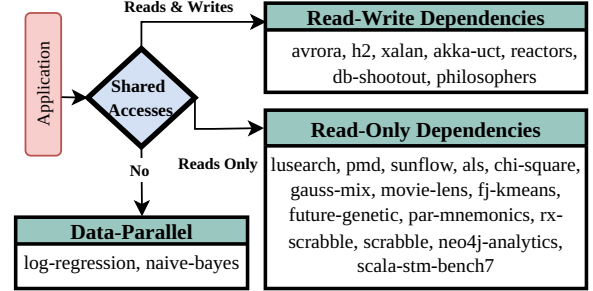 Reads & Writes
Read-Write Dependencies
avrora, h2, xalan, akka-uct, reactors,
db-shootout, philosophers
Application
Shared
Accesses
Read-Only Dependencies
Reads Only
lusearch, pmd, sunflow, als, chi-square,
gauss-mix, movie-lens, fj-kmeans,
future-genetic, par-mnemonics, rx-
scrabble, scrabble, neo4j-analytics,
scala-stm-bench7
No
Data-Parallel
log-regression, naive-bayes